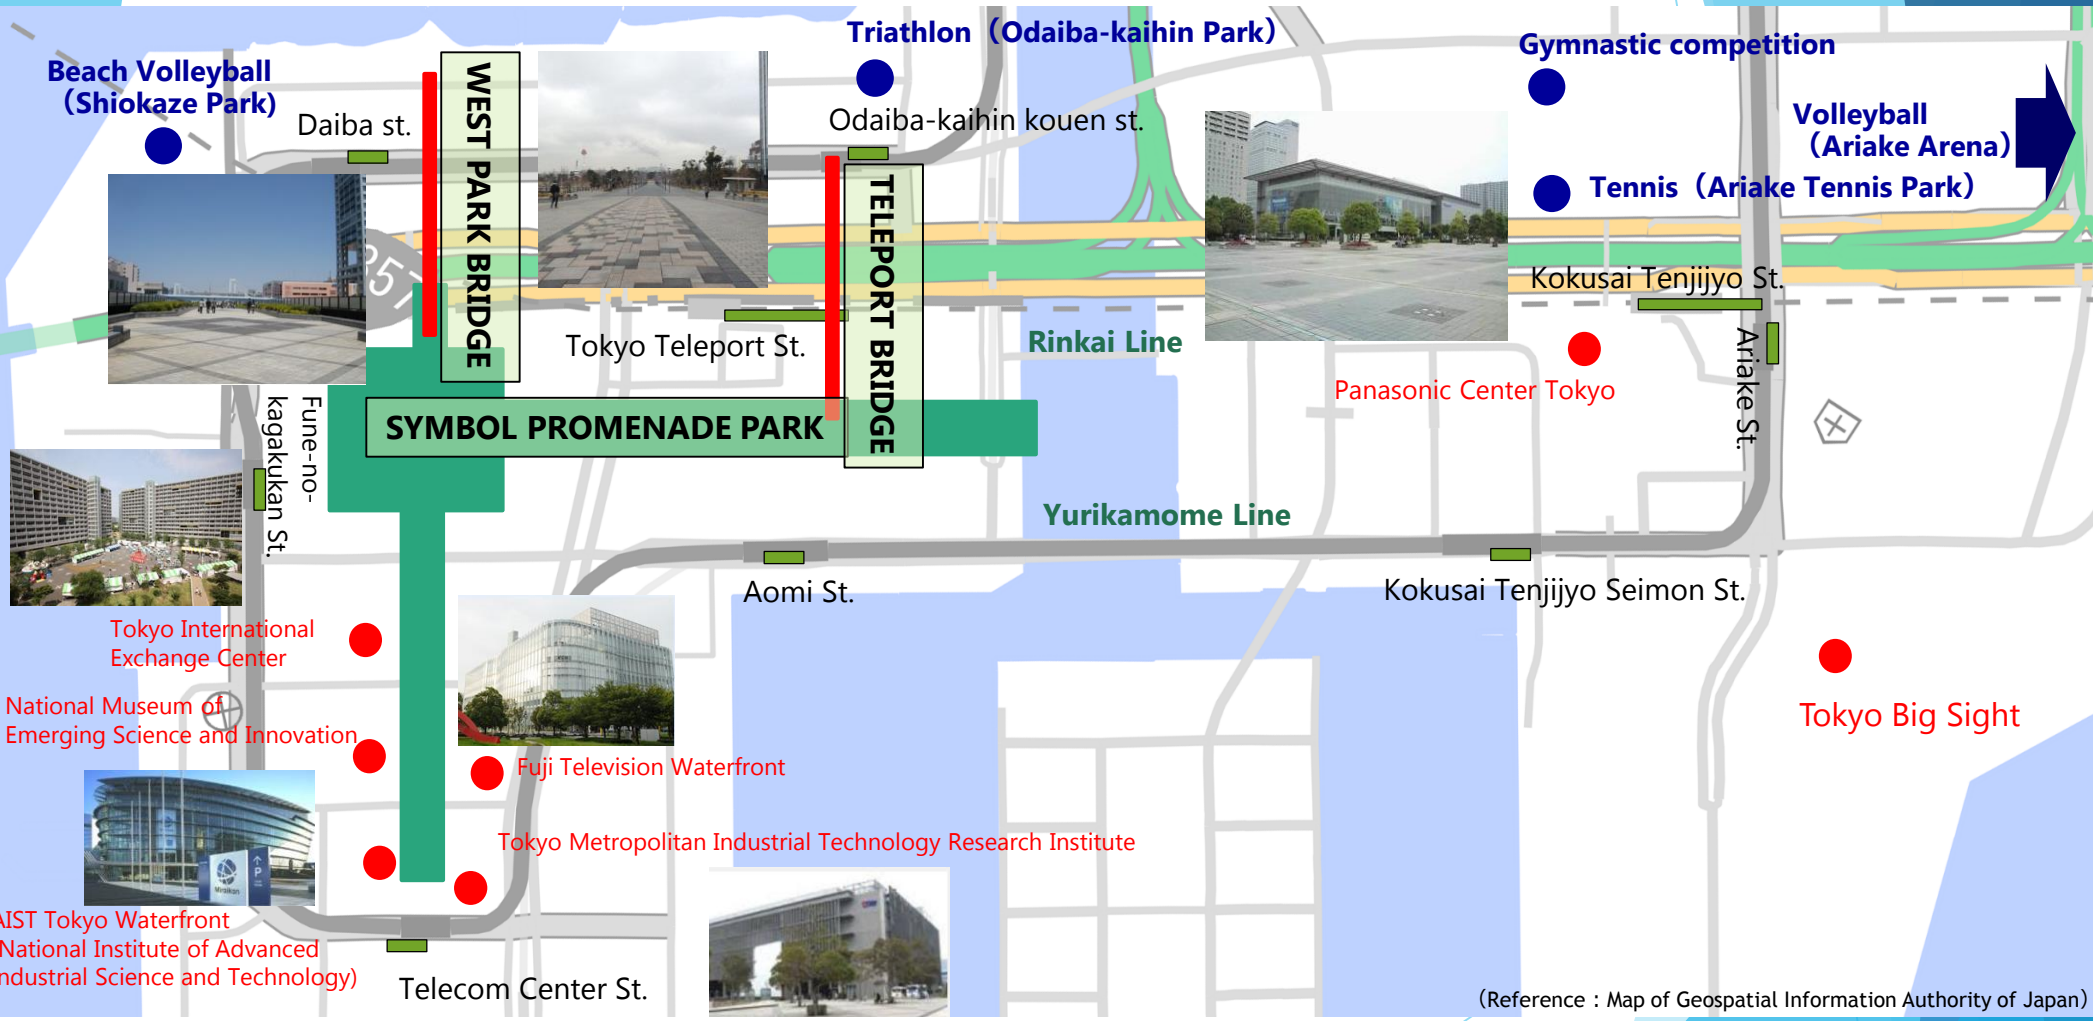 Triathlon（Odaiba-kaihin Park）
Gymnastic competition
Beach Volleyball
（Shiokaze Park)
Daiba st.
WEST PARK BRIDGE
Odaiba-kaihin kouen st.
Volleyball
（Ariake Arena）
TELEPORT BRIDGE
Tennis（Ariake Tennis Park）
357
Kokusai Tenjijyo St.
Tokyo Teleport St.
Rinkai Line
Ariake St.
Panasonic Center Tokyo
Fune-no-
kagakukan St.
SYMBOL PROMENADE PARK
Yurikamome Line
Aomi St.
Kokusai Tenjijyo Seimon St.
Tokyo International
Exchange Center
National Museum of
Emerging Science and Innovation
Tokyo Big Sight
Fuji Television Waterfront
Tokyo Metropolitan Industrial Technology Research Institute
Miraikan
P
AIST Tokyo Waterfront
National Institute of Advanced
ndustrial Science and Technology)
Telecom Center St.
（Reference : Map of Geospatial Information Authority of Japan）